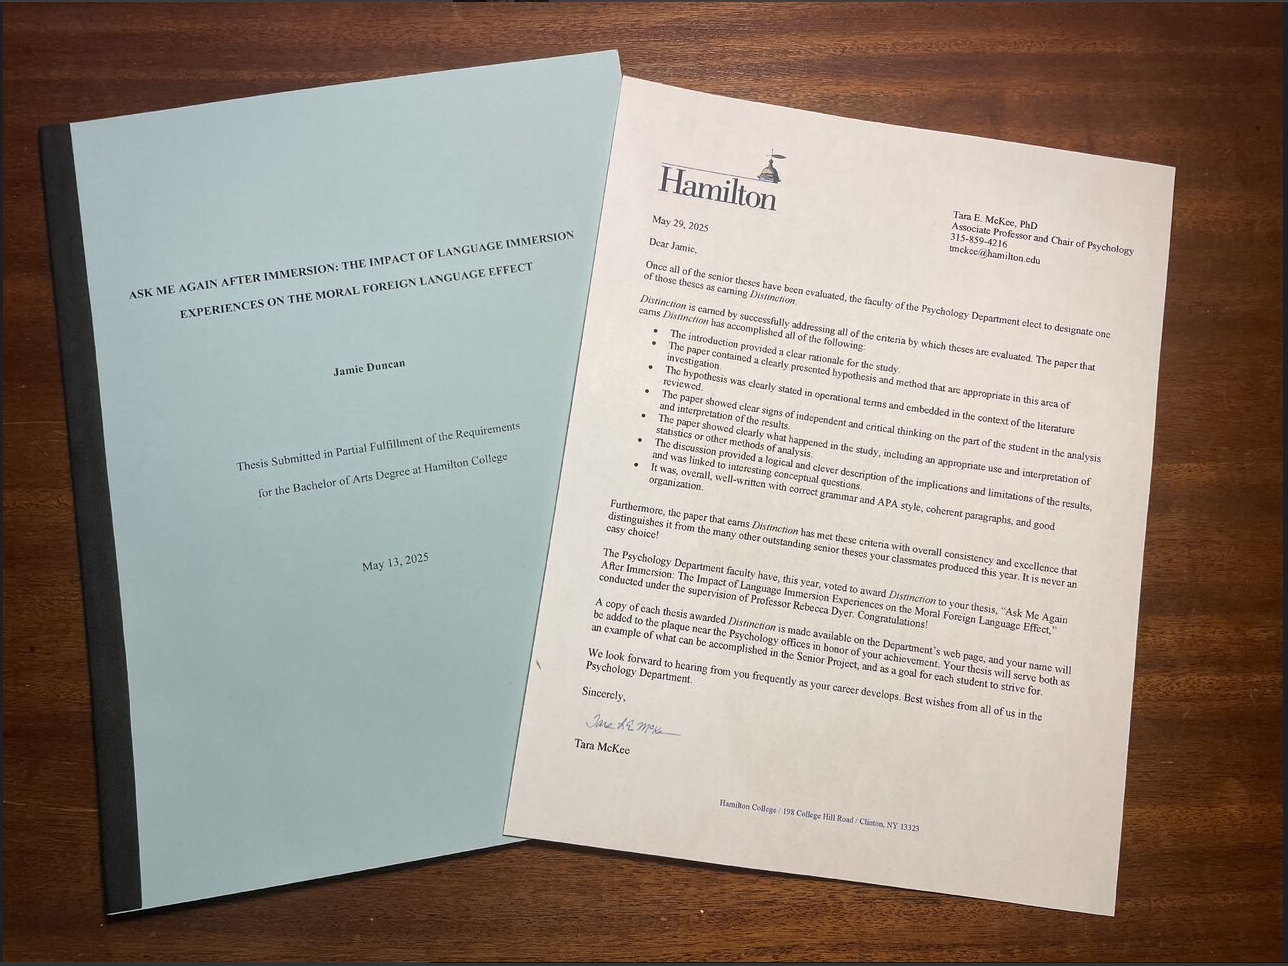 ASK ME AGAIN AFTER IMMERSION: THE IMPACT OF LANGUAGE IMMERSION
EXPERIENCES ON THE MORAL FOREIGN LANGUAGE EFFECT
Jamie Duncan
Thesis Submitted in Partial Fulfillment of the Requirements
for the Bachelor of Arts Degree at Hamilton College
May 13, 2025
Hamilton
Tara E. McKee, PhD
Associate Professor and Chair of Psychology
315-859-4216
tmckee@hamilton.edu
May 29, 2025
Dear Jamie,
Once all of the senior theses have been evaluated, the faculty of the Psychology Department elect to designate one
of those theses as earning Distinction.
Distinction is earned by successfully addressing all of the criteria by which theses are evaluated. The paper that
earns Distinction has accomplished all of the following:
• The introduction provided a clear rationale for the study.
• The paper contained a clearly presented hypothesis and method that are appropriate in this area of
investigation.
• The hypothesis was clearly stated in operational terms and embedded in the context of the literature
reviewed.
• The paper showed clear signs of independent and critical thinking on the part of the student in the analysis
and interpretation of the results.
• The paper showed clearly what happened in the study, including an appropriate use and interpretation of
statistics or other methods of analysis.
• The discussion provided a logical and clever description of the implications and limitations of the results,
and was linked to interesting conceptual questions.
• It was, overall, well-written with correct grammar and APA style, coherent paragraphs, and good
organization.
Furthermore, the paper that earns Distinction has met these criteria with overall consistency and excellence that
distinguishes it from the many other outstanding senior theses your classmates produced this year. It is never an
easy choice!
The Psychology Department faculty have, this year, voted to award Distinction to your thesis, “Ask Me Again
After Immersion: The Impact of Language Immersion Experiences on the Moral Foreign Language Effect,”
conducted under the supervision of Professor Rebecca Dyer. Congratulations!
A copy of each thesis awarded Distinction is made available on the Department’s web page, and your name will
be added to the plaque near the Psychology offices in honor of your achievement. Your thesis will serve both as
an example of what can be accomplished in the Senior Project, and as a goal for each student to strive for.
We look forward to hearing from you frequently as your career develops. Best wishes from all of us in the
Psychology Department.
Sincerely,
Tara McKee
Hamilton College / 198 College Hill Road / Clinton, NY 13323